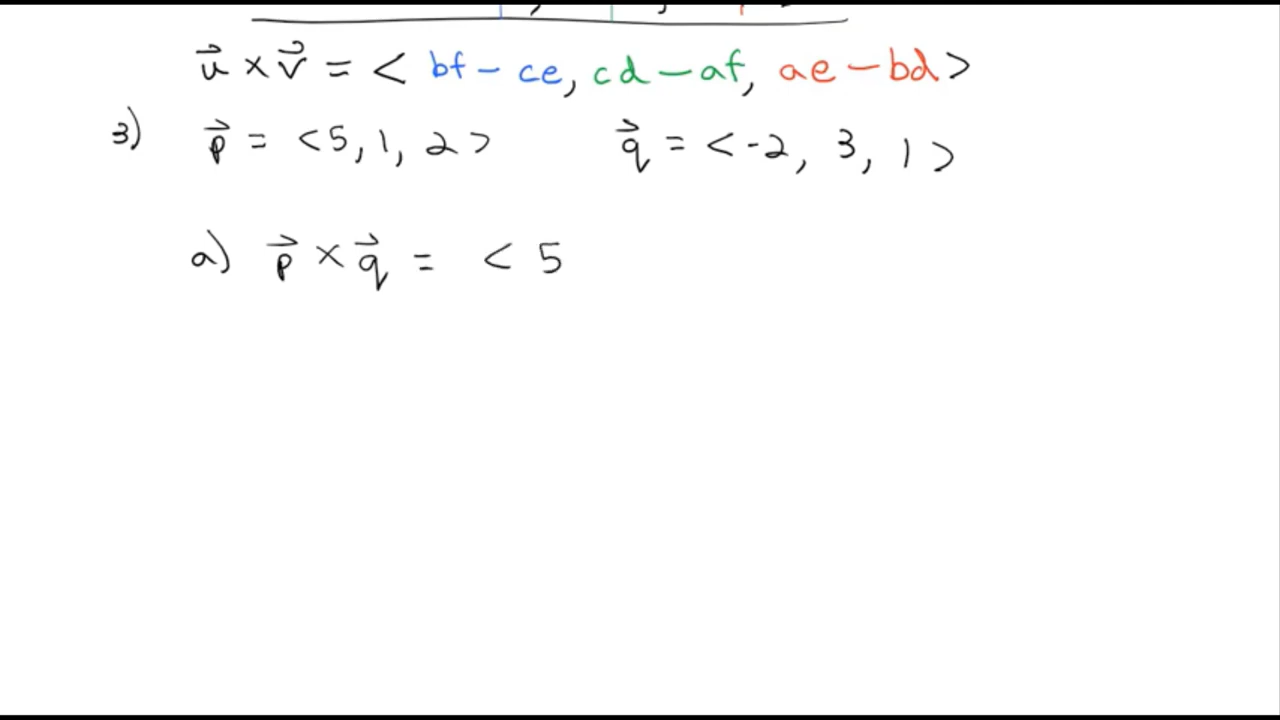 u⃗ × v⃗ = < bf - ce, cd - af, ae - bd >
3) p⃗ = <5, 1, 2> q⃗ = <-2, 3, 1>
a) p⃗ × q⃗ = < 5